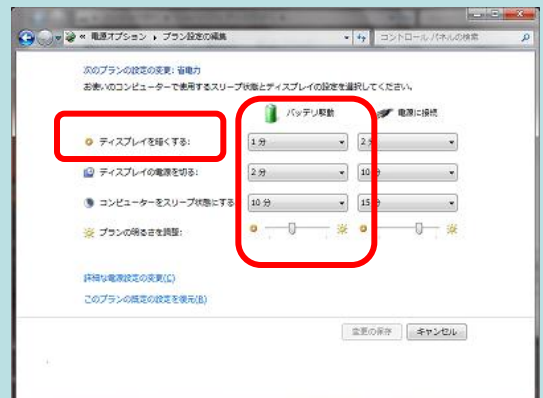 « 電源オプション ▸ プラン設定の編集
コントロール パネルの検索
次のプランの設定の変更: 省電力
お使いのコンピューターで使用するスリープ状態とディスプレイの設定を選択してください。
バッテリ駆動 電源に接続
ディスプレイを暗くする: 1 分 2 分
ディスプレイの電源を切る: 2 分 10
コンピューターをスリープ状態にする: 10 分 15
プランの明るさを調整:
詳細な電源設定の変更(C)
このプランの既定の設定を復元(R)
変更の保存 キャンセル